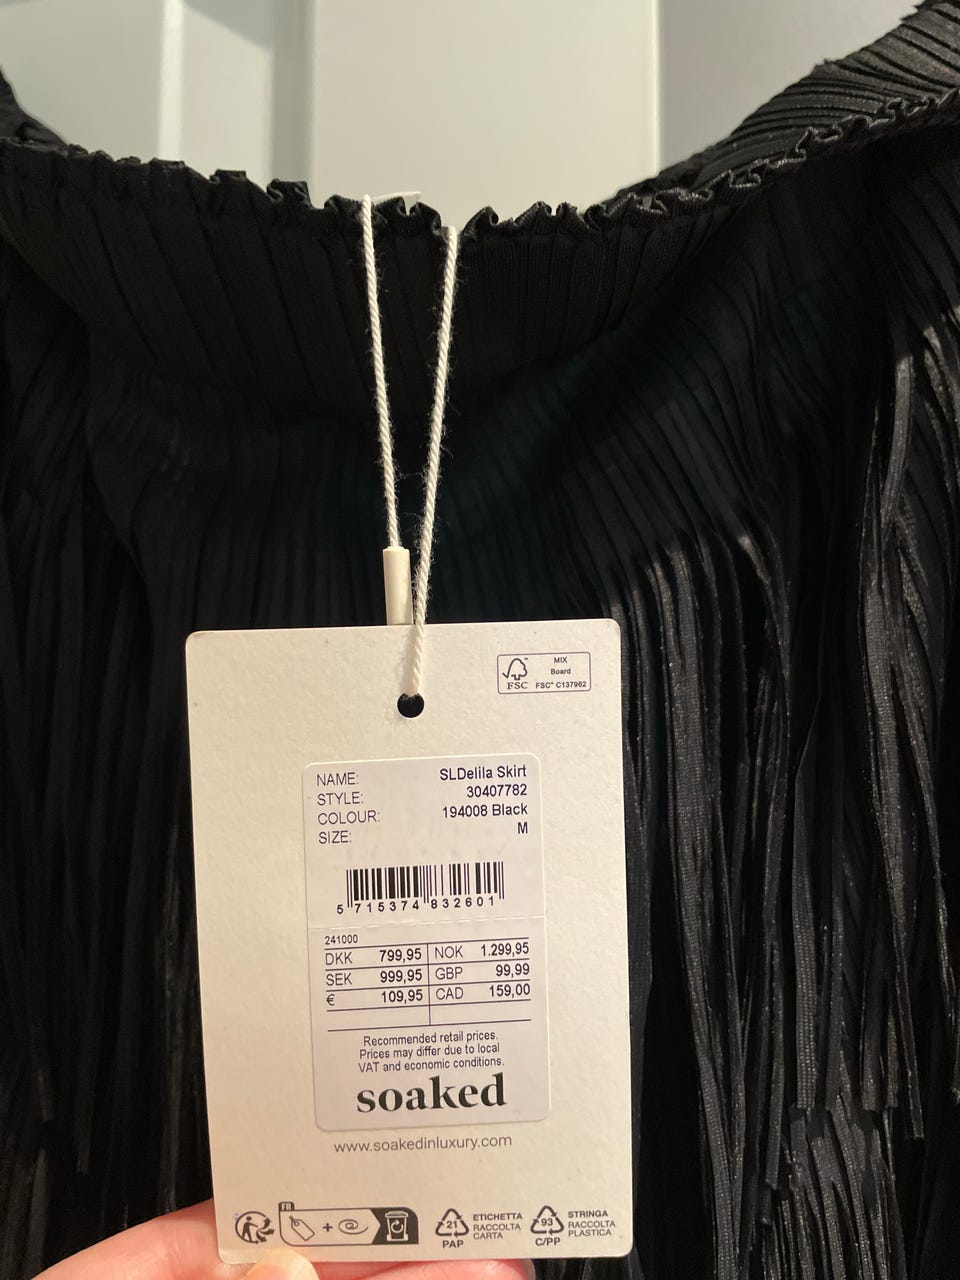 MIX
Board
FSC™ C137962
FSC
NAME: SLDelila Skirt
STYLE: 30407782
COLOUR: 194008 Black
SIZE: M
5 715374 832601
241000
DKK 799,95 NOK 1.299,95
SEK 999,95 GBP 99,99
€ 109,95 CAD 159,00
Recommended retail prices.
Prices may differ due to local
VAT and economic conditions.
soaked
www.soakedinluxury.com
FR
+
21
PAP
ETICHETTA
RACCOLTA
CARTA
93
C/PP
STRINGA
RACCOLTA
PLASTICA